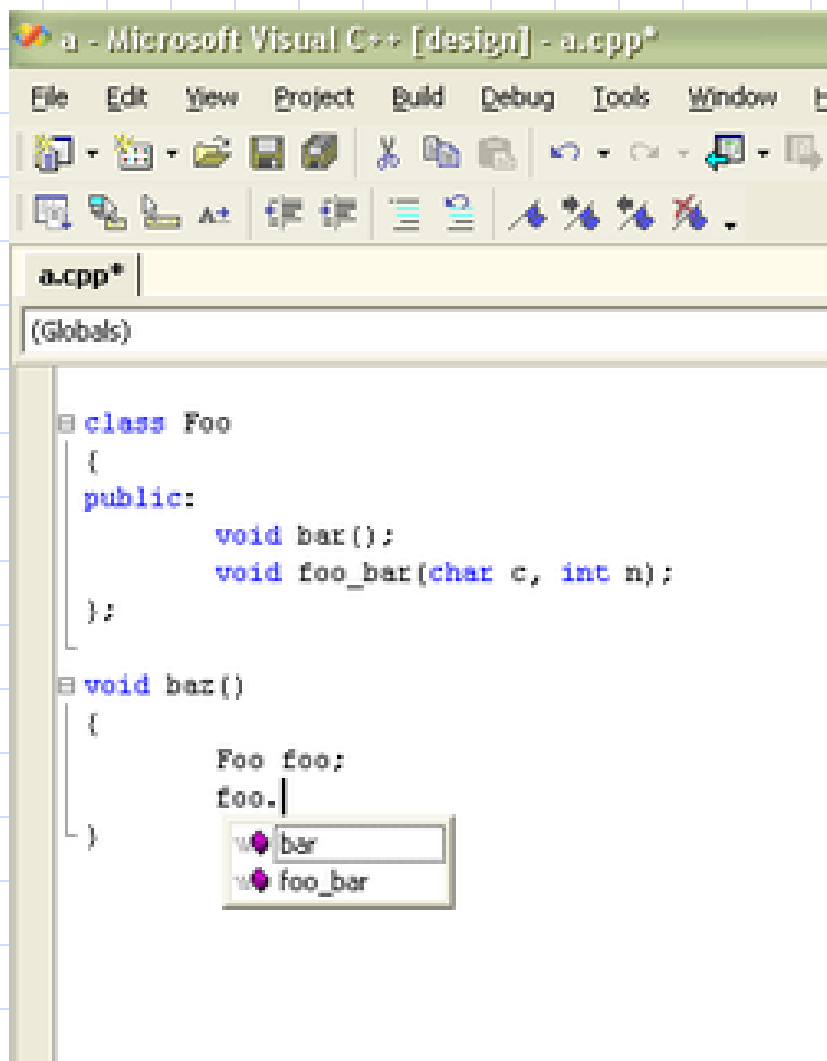 a - Microsoft Visual C++ [design] - a.cpp*
File Edit View Project Build Debug Tools Window H
a.cpp*
(Globals)
class Foo
{
public:
void bar();
void foo_bar(char c, int n);
};
void baz()
{
Foo foo;
foo.
}
bar
foo_bar